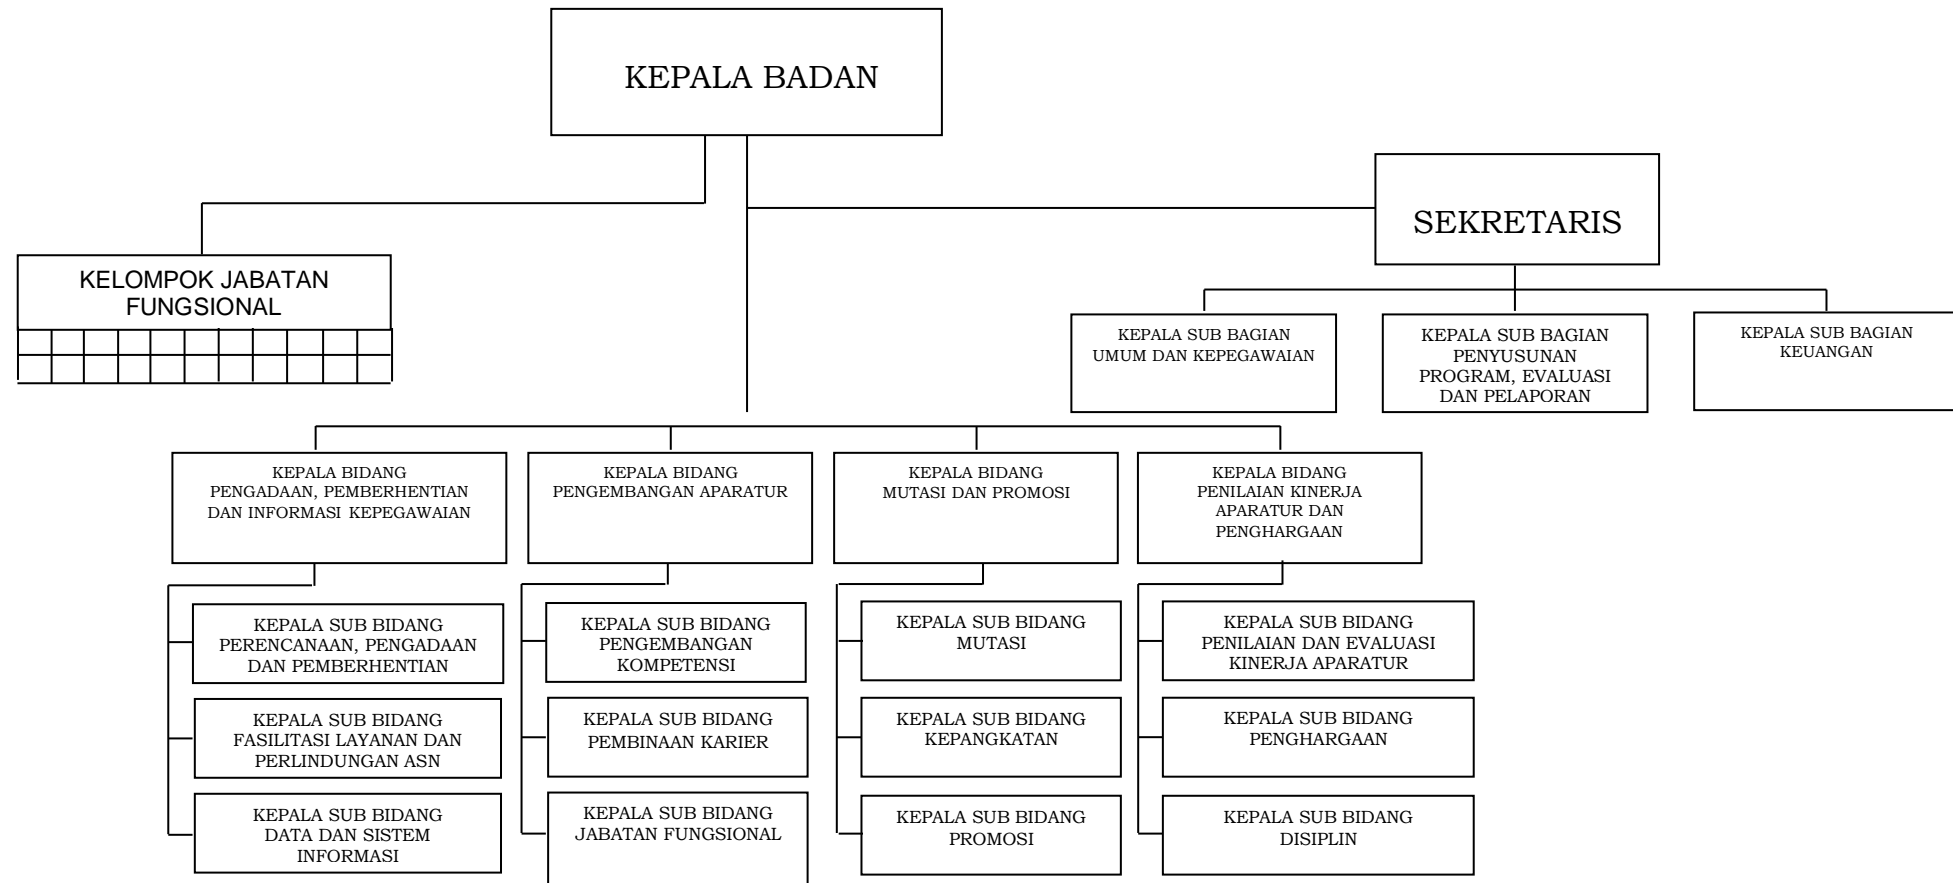 KEPALA BADAN
SEKRETARIS
KELOMPOK JABATAN
FUNGSIONAL
KEPALA SUB BAGIAN
UMUM DAN KEPEGAWAIAN
KEPALA SUB BAGIAN
PENYUSUNAN
PROGRAM, EVALUASI
DAN PELAPORAN
KEPALA SUB BAGIAN
KEUANGAN
KEPALA BIDANG
PENGADAAN, PEMBERHENTIAN
DAN INFORMASI KEPEGAWAIAN
KEPALA BIDANG
PENGEMBANGAN APARATUR
KEPALA BIDANG
MUTASI DAN PROMOSI
KEPALA BIDANG
PENILAIAN KINERJA
APARATUR DAN
PENGHARGAAN
KEPALA SUB BIDANG
PERENCANAAN, PENGADAAN
DAN PEMBERHENTIAN
KEPALA SUB BIDANG
PENGEMBANGAN
KOMPETENSI
KEPALA SUB BIDANG
MUTASI
KEPALA SUB BIDANG
PENILAIAN DAN EVALUASI
KINERJA APARATUR
KEPALA SUB BIDANG
FASILITASI LAYANAN DAN
PERLINDUNGAN ASN
KEPALA SUB BIDANG
PEMBINAAN KARIER
KEPALA SUB BIDANG
KEPANGKATAN
KEPALA SUB BIDANG
PENGHARGAAN
KEPALA SUB BIDANG
DATA DAN SISTEM
INFORMASI
KEPALA SUB BIDANG
JABATAN FUNGSIONAL
KEPALA SUB BIDANG
PROMOSI
KEPALA SUB BIDANG
DISIPLIN